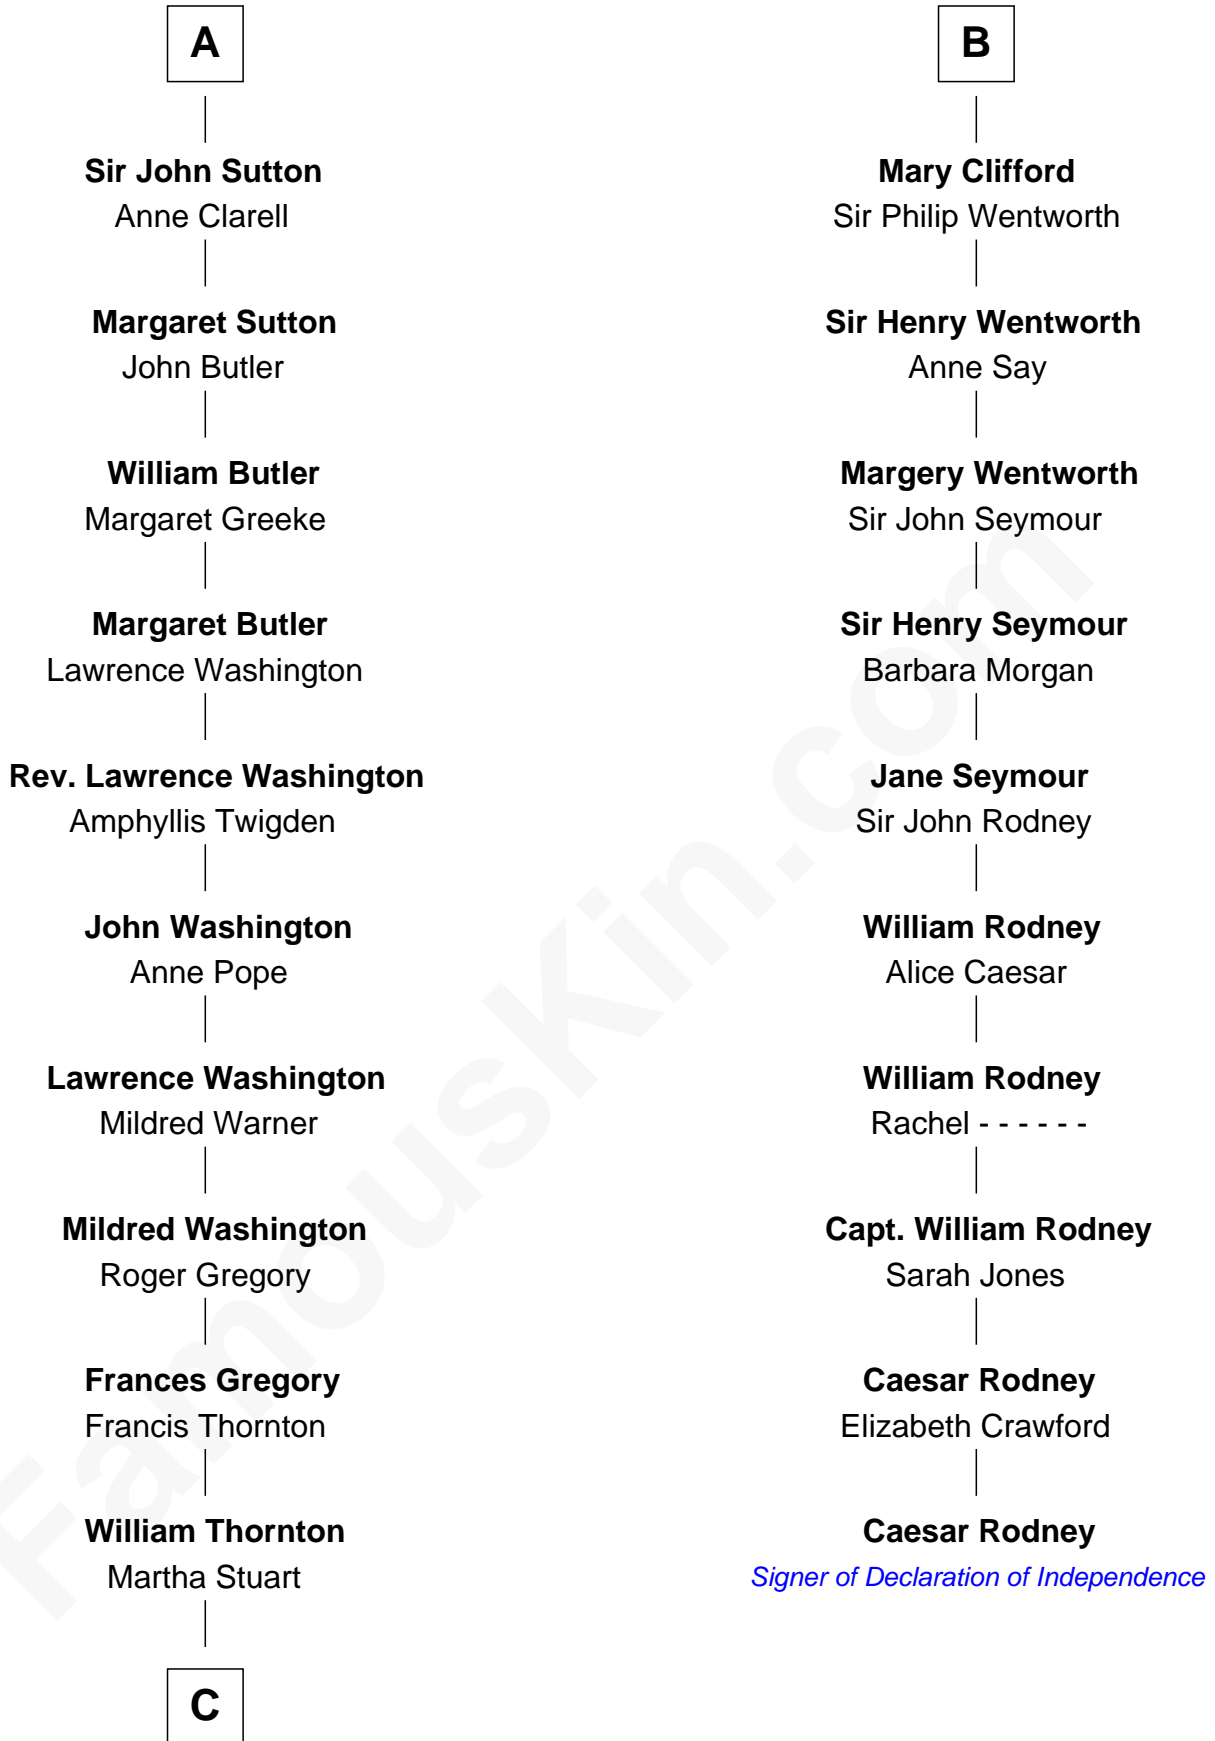 A
Sir John Sutton
Anne Clarell
Margaret Sutton
John Butler
William Butler
Margaret Greeke
Margaret Butler
Lawrence Washington
Rev. Lawrence Washington
Amphyllis Twigden
John Washington
Anne Pope
Lawrence Washington
Mildred Warner
Mildred Washington
Roger Gregory
Frances Gregory
Francis Thornton
William Thornton
Martha Stuart
C
B
Mary Clifford
Sir Philip Wentworth
Sir Henry Wentworth
Anne Say
Margery Wentworth
Sir John Seymour
Sir Henry Seymour
Barbara Morgan
Jane Seymour
Sir John Rodney
William Rodney
Alice Caesar
William Rodney
Rachel - - - - - -
Capt. William Rodney
Sarah Jones
Caesar Rodney
Elizabeth Crawford
Caesar Rodney
Signer of Declaration of Independence
FamousKin.com